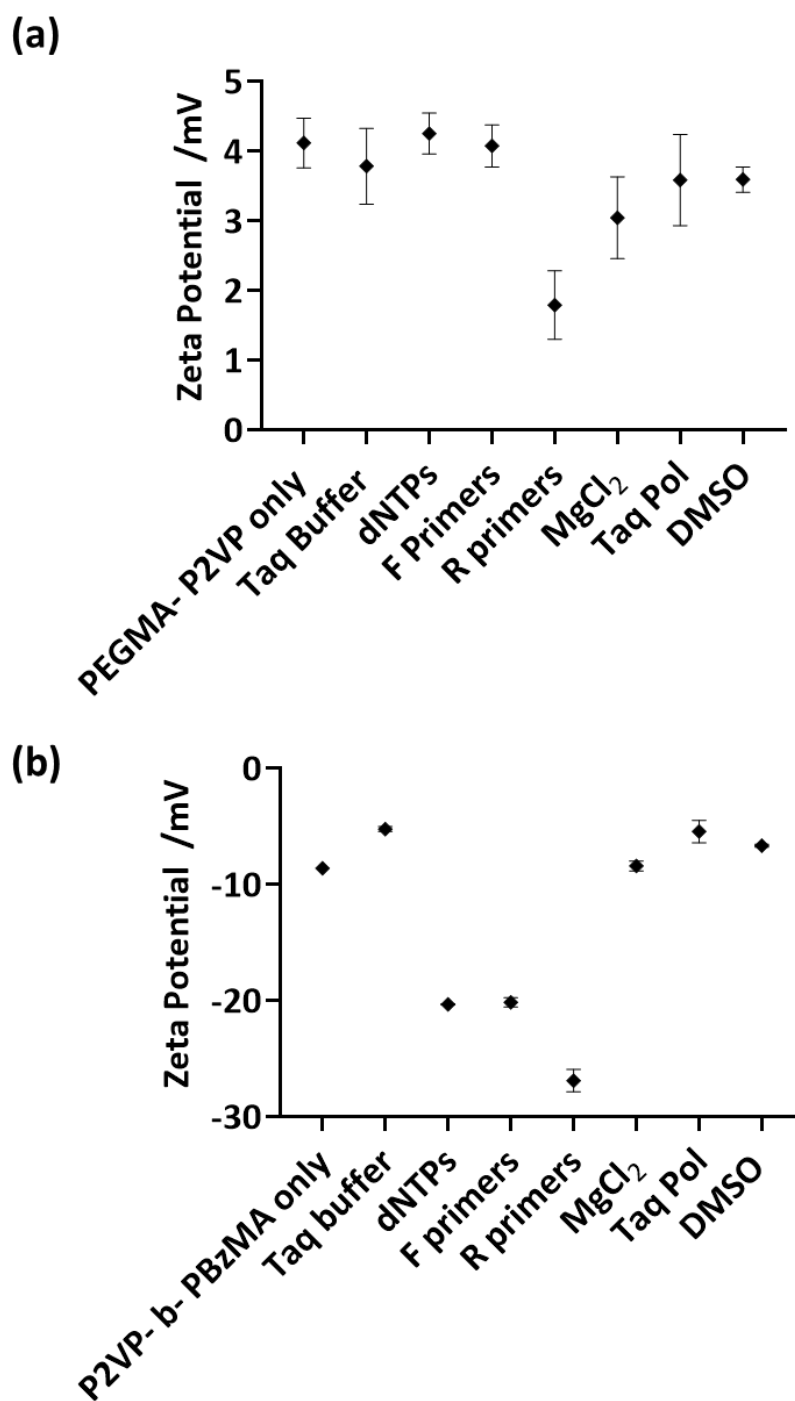 (a)
Zeta Potential /mV
5
4
3
2
1
0
PEGMA- P2VP only
Taq Buffer
dNTPs
F Primers
R primers
MgCl₂
Taq Pol
DMSO
(b)
Zeta Potential /mV
0
-10
-20
-30
P2VP- b- PBzMA only
Taq buffer
dNTPs
F primers
R primers
MgCl₂
Taq Pol
DMSO